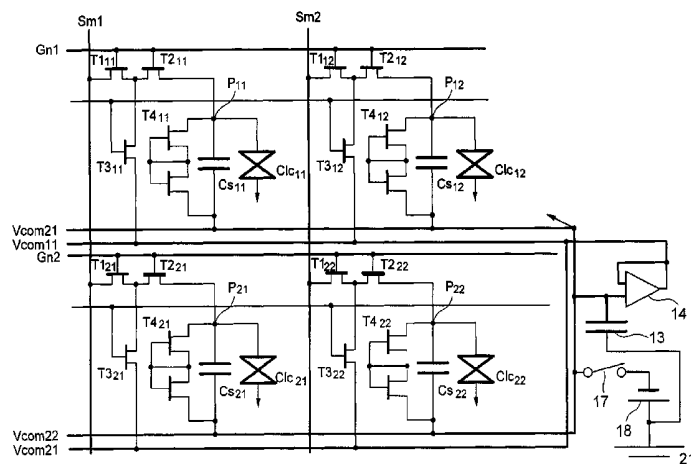 Sm1 Sm2
Gn1
T1₁₁ T2₁₁ T1₁₂ T2₁₂
P₁₁ P₁₂
T4₁₁ T4₁₂
T3₁₁ Cs₁₁ Clc₁₁ T3₁₂ Cs₁₂ Clc₁₂
Vcom21
Vcom11
Gn2
T1₂₁ T2₂₁ T1₂₂ T2₂₂
14
P₂₁ P₂₂
13
T4₂₁ T4₂₂
T3₂₁ Cs₂₁ Clc₂₁ T3₂₂ Cs₂₂ Clc₂₂
17
18
Vcom22
Vcom21
21